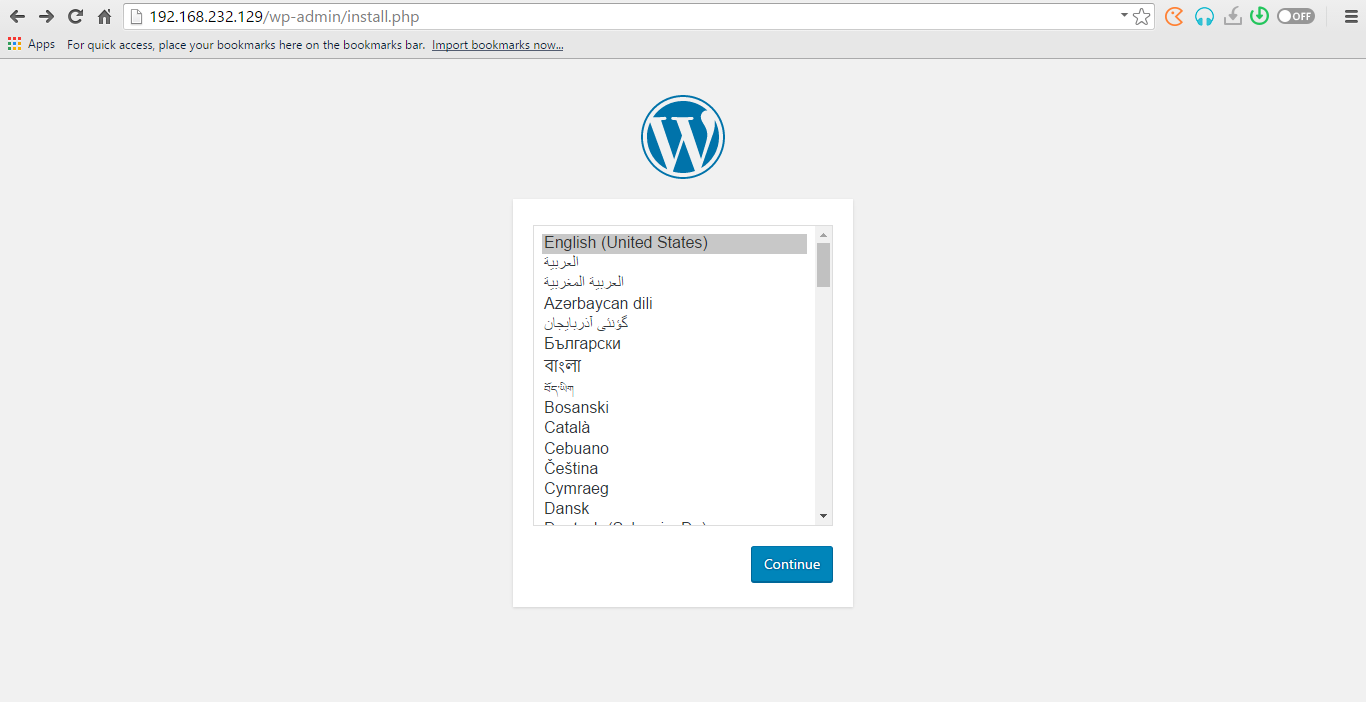 192.168.232.129/wp-admin/install.php
OFF
Apps For quick access, place your bookmarks here on the bookmarks bar. Import bookmarks now...
W
English (United States)
العربية
العربية المغربية
Azərbaycan dili
گؤنئی آذربایجان
Български
বাংলা
བོད་ཡིག
Bosanski
Català
Cebuano
Čeština
Cymraeg
Dansk
Continue